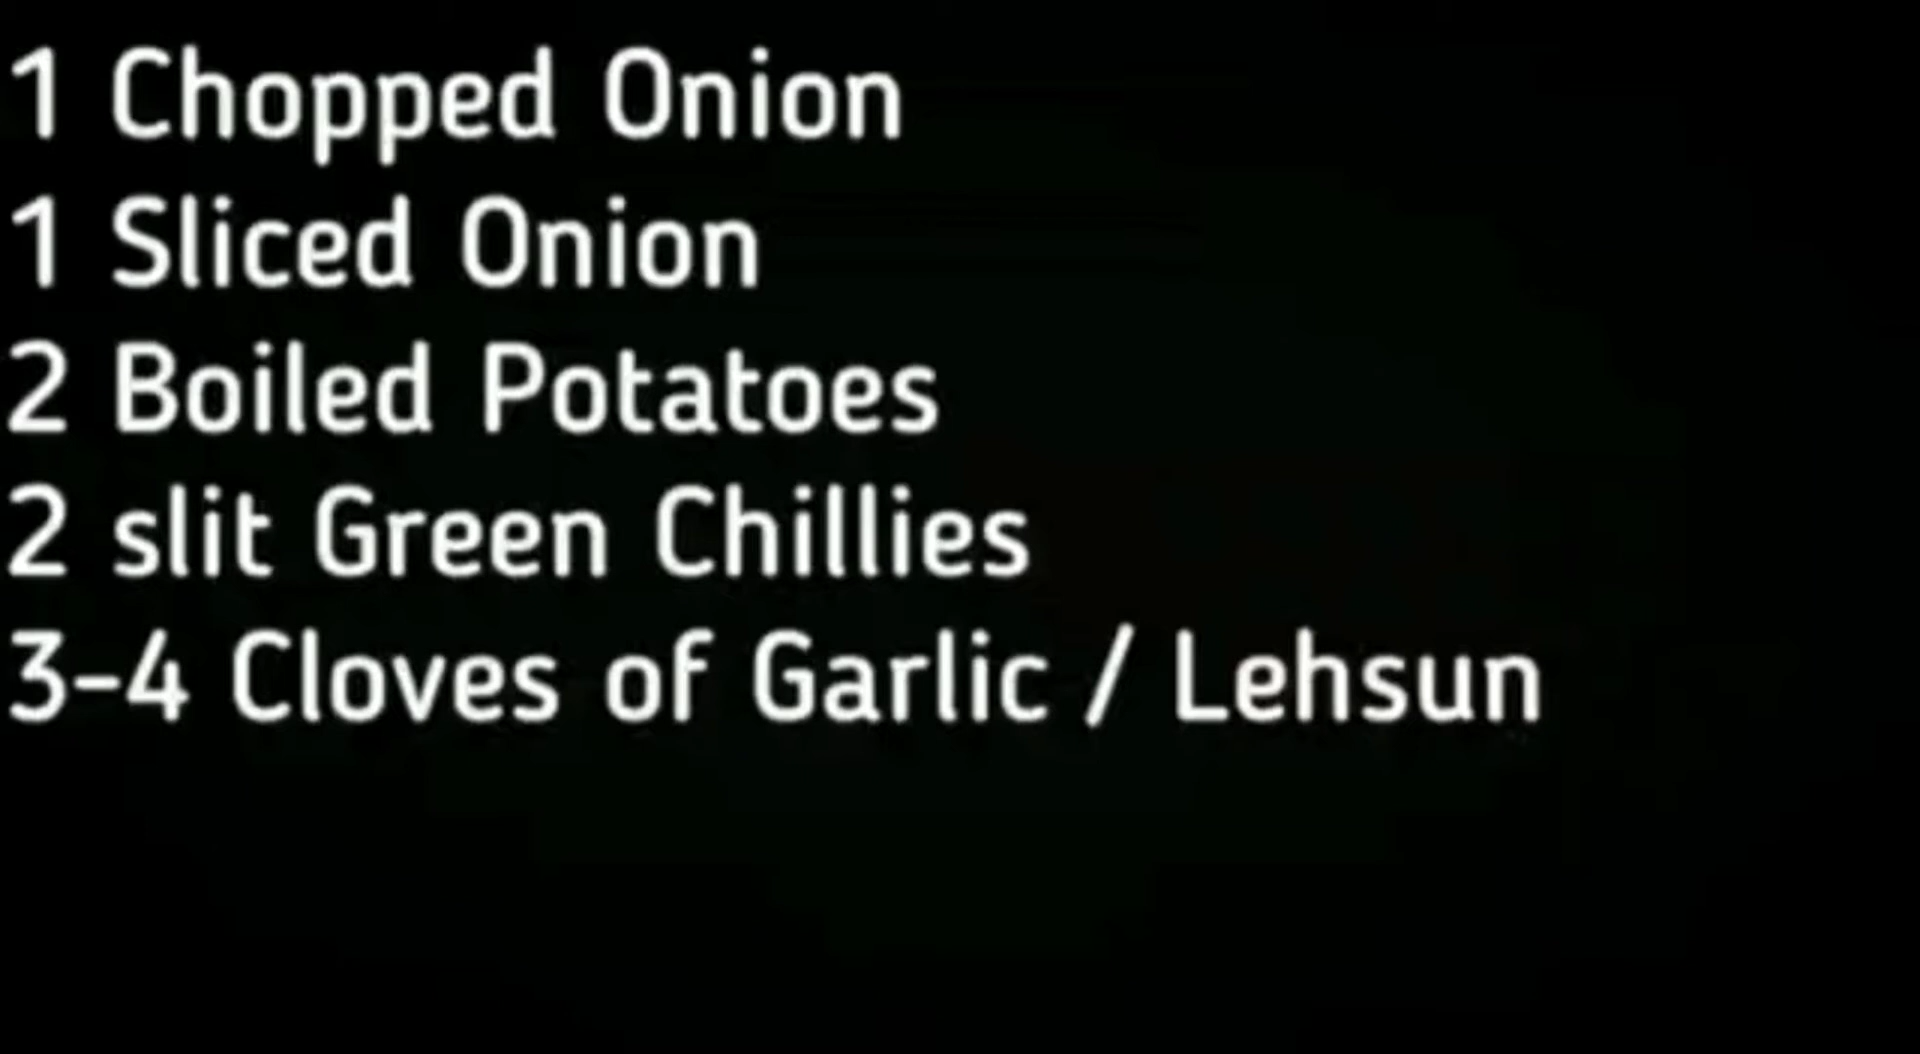 1 Chopped Onion
1 Sliced Onion
2 Boiled Potatoes
2 slit Green Chillies
3-4 Cloves of Garlic / Lehsun